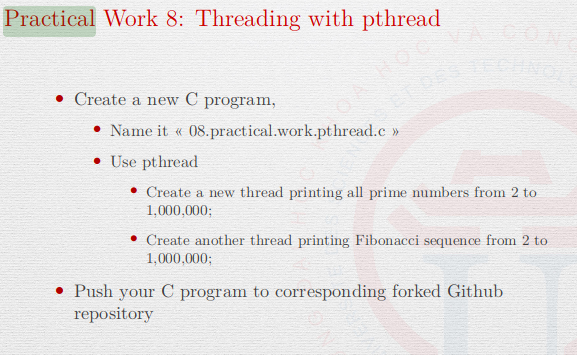 Practical Work 8: Threading with pthread
• Create a new C program,
• Name it « 08.practical.work.pthread.c »
• Use pthread
• Create a new thread printing all prime numbers from 2 to
1,000,000;
• Create another thread printing Fibonacci sequence from 2 to
1,000,000;
• Push your C program to corresponding forked Github
repository